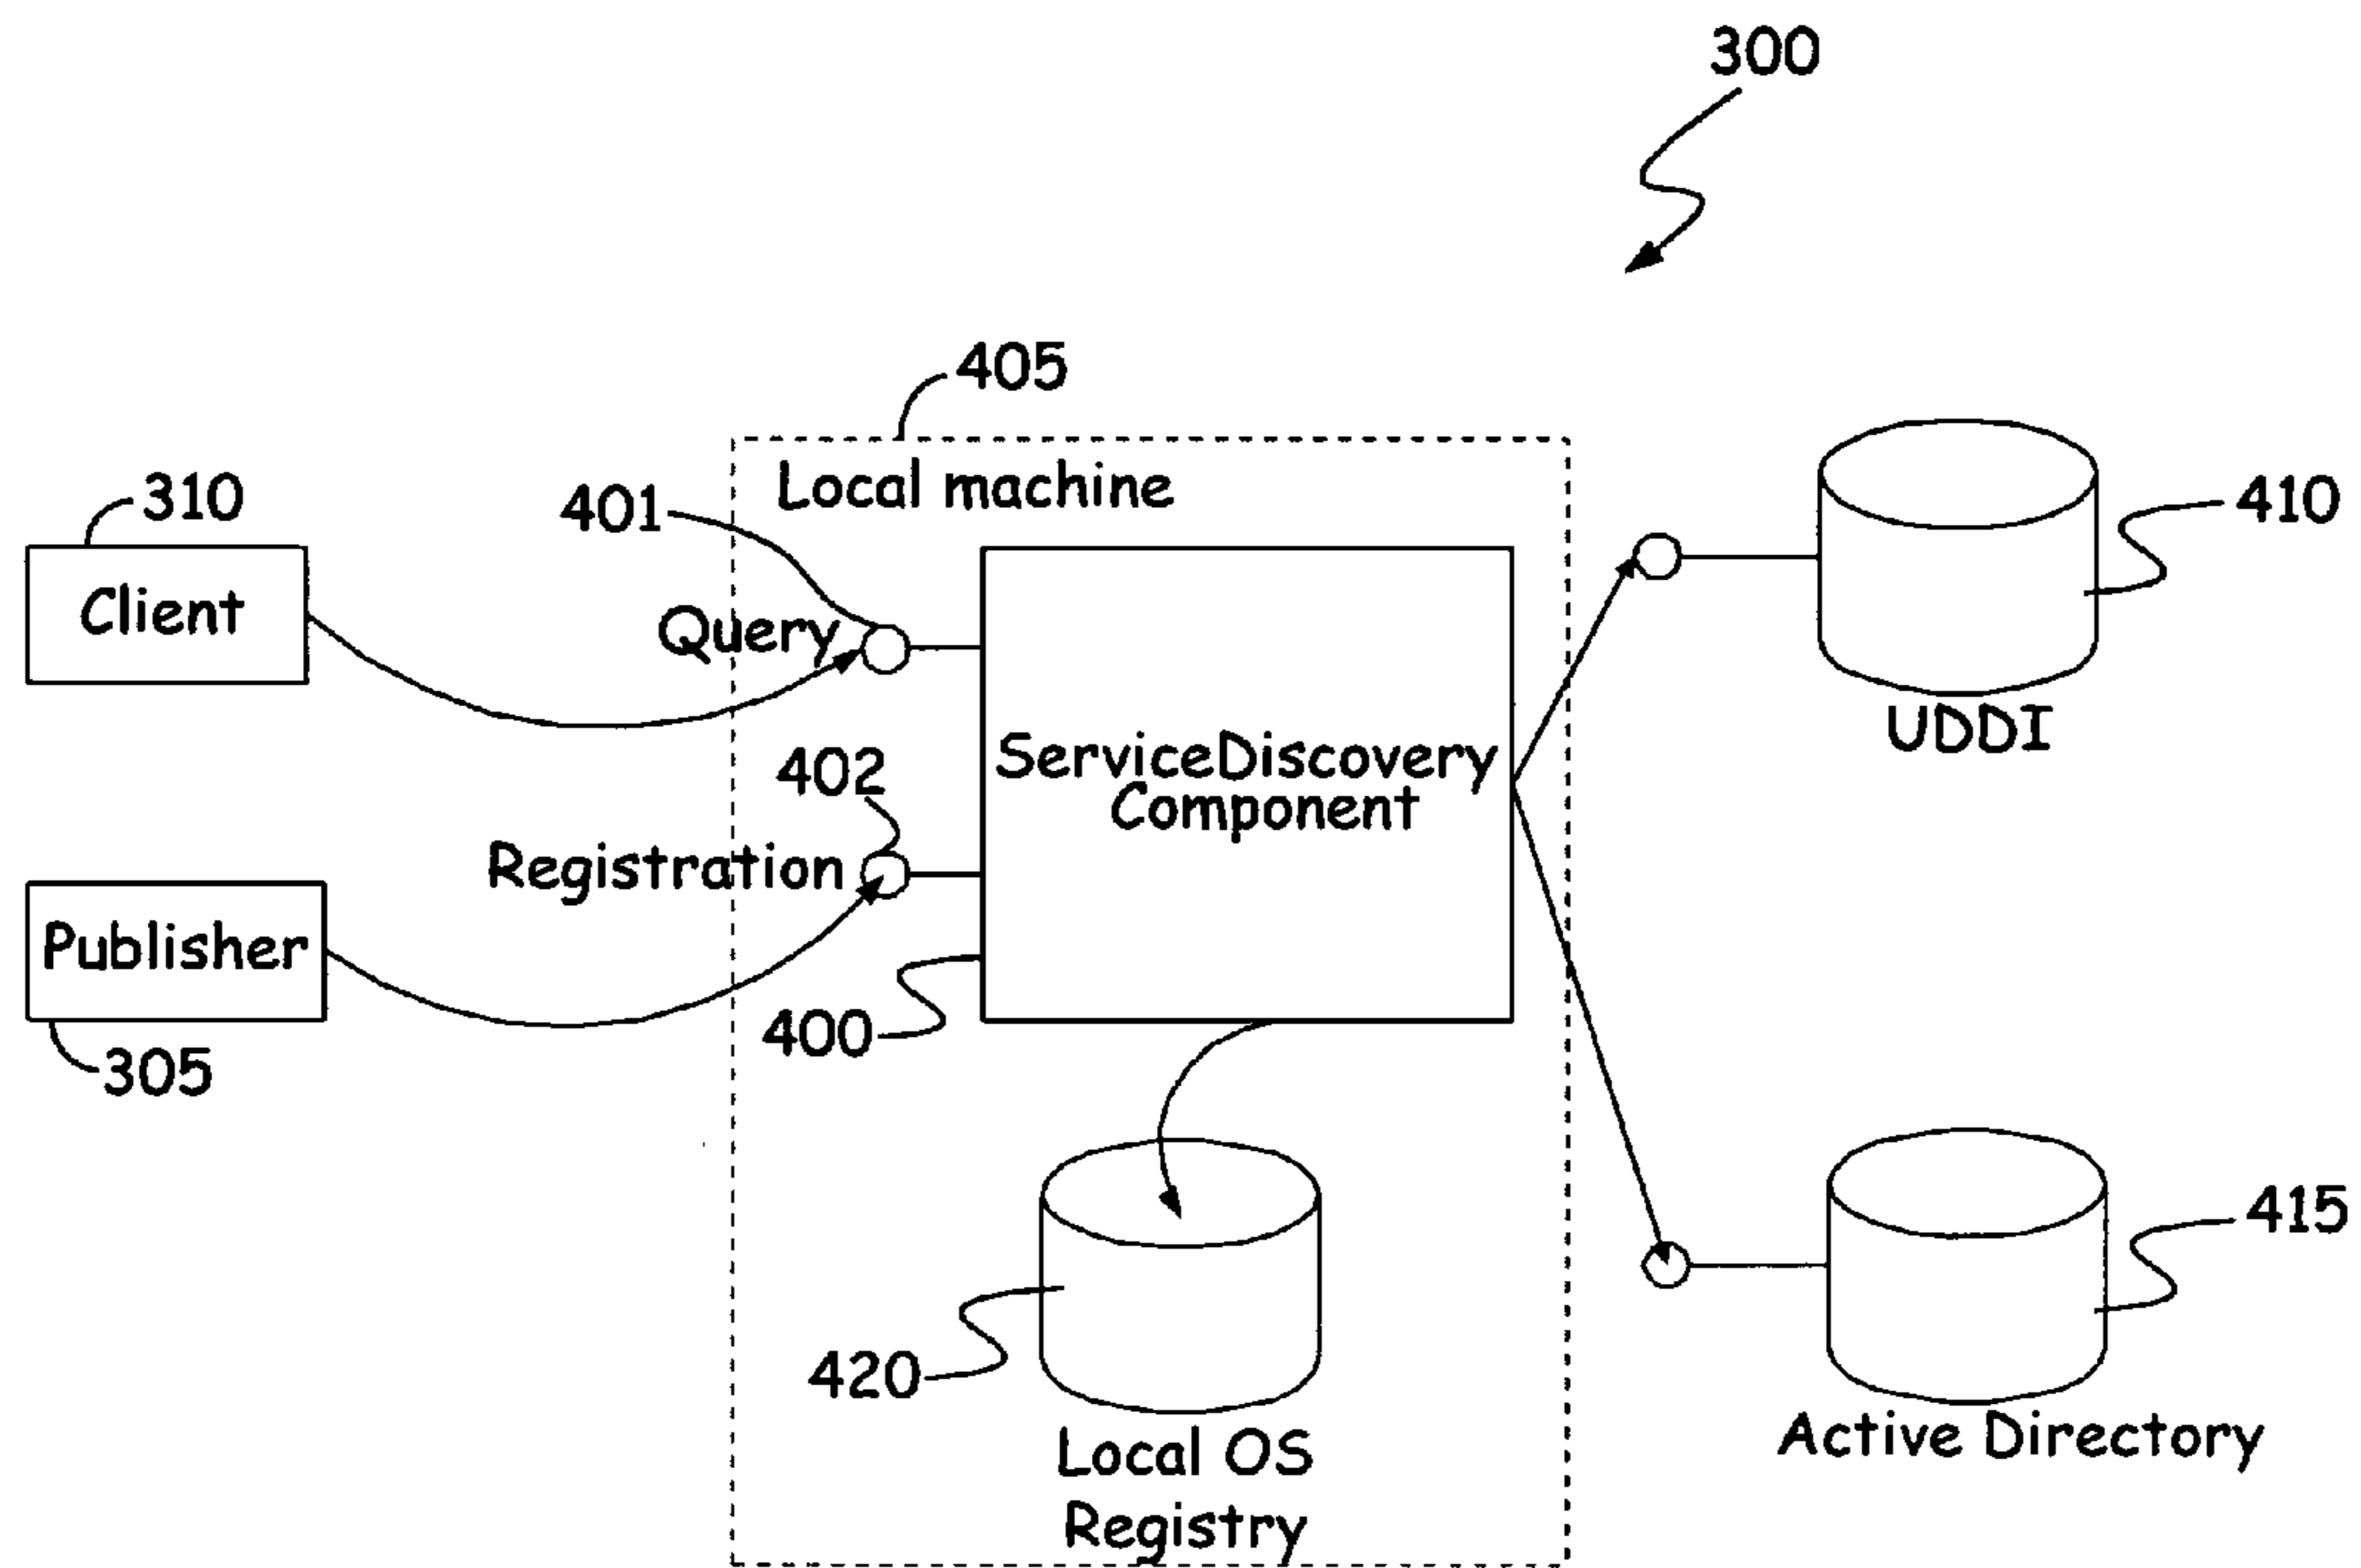 300
405
Local machine
310
401
410
Client
Query
UDDI
ServiceDiscovery
Component
402
Registration
Publisher
400
305
415
420
Active Directory
Local OS
Registry